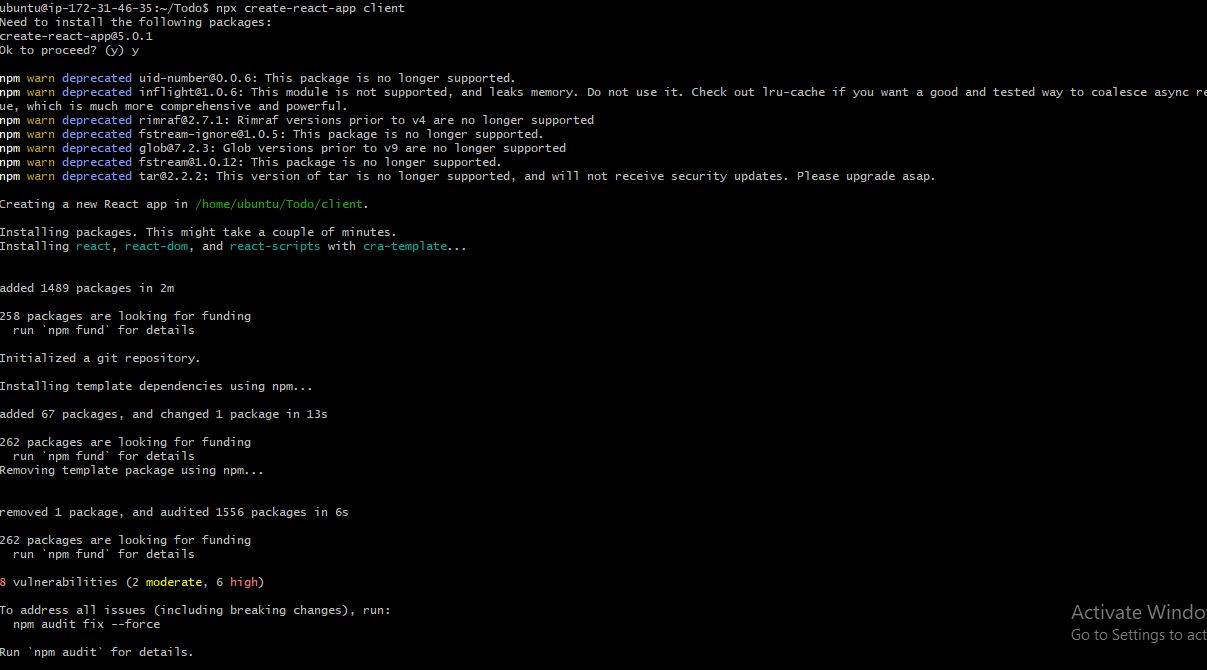 ubuntu@ip-172-31-46-35:~/Todo$ npx create-react-app client
Need to install the following packages:
create-react-app@5.0.1
Ok to proceed? (y) y
npm warn deprecated uid-number@0.0.6: This package is no longer supported.
npm warn deprecated inflight@1.0.6: This module is not supported, and leaks memory. Do not use it. Check out lru-cache if you want a good and tested way to coalesce async re
ue, which is much more comprehensive and powerful.
npm warn deprecated rimraf@2.7.1: Rimraf versions prior to v4 are no longer supported
npm warn deprecated fstream-ignore@1.0.5: This package is no longer supported.
npm warn deprecated glob@7.2.3: Glob versions prior to v9 are no longer supported
npm warn deprecated fstream@1.0.12: This package is no longer supported.
npm warn deprecated tar@2.2.2: This version of tar is no longer supported, and will not receive security updates. Please upgrade asap.
Creating a new React app in /home/ubuntu/Todo/client.
Installing packages. This might take a couple of minutes.
Installing react, react-dom, and react-scripts with cra-template...
added 1489 packages in 2m
258 packages are looking for funding
  run `npm fund` for details
Initialized a git repository.
Installing template dependencies using npm...
added 67 packages, and changed 1 package in 13s
262 packages are looking for funding
  run `npm fund` for details
Removing template package using npm...
removed 1 package, and audited 1556 packages in 6s
262 packages are looking for funding
  run `npm fund` for details
8 vulnerabilities (2 moderate, 6 high)
To address all issues (including breaking changes), run:
  npm audit fix --force
Run `npm audit` for details.
Activate Windo
Go to Settings to act